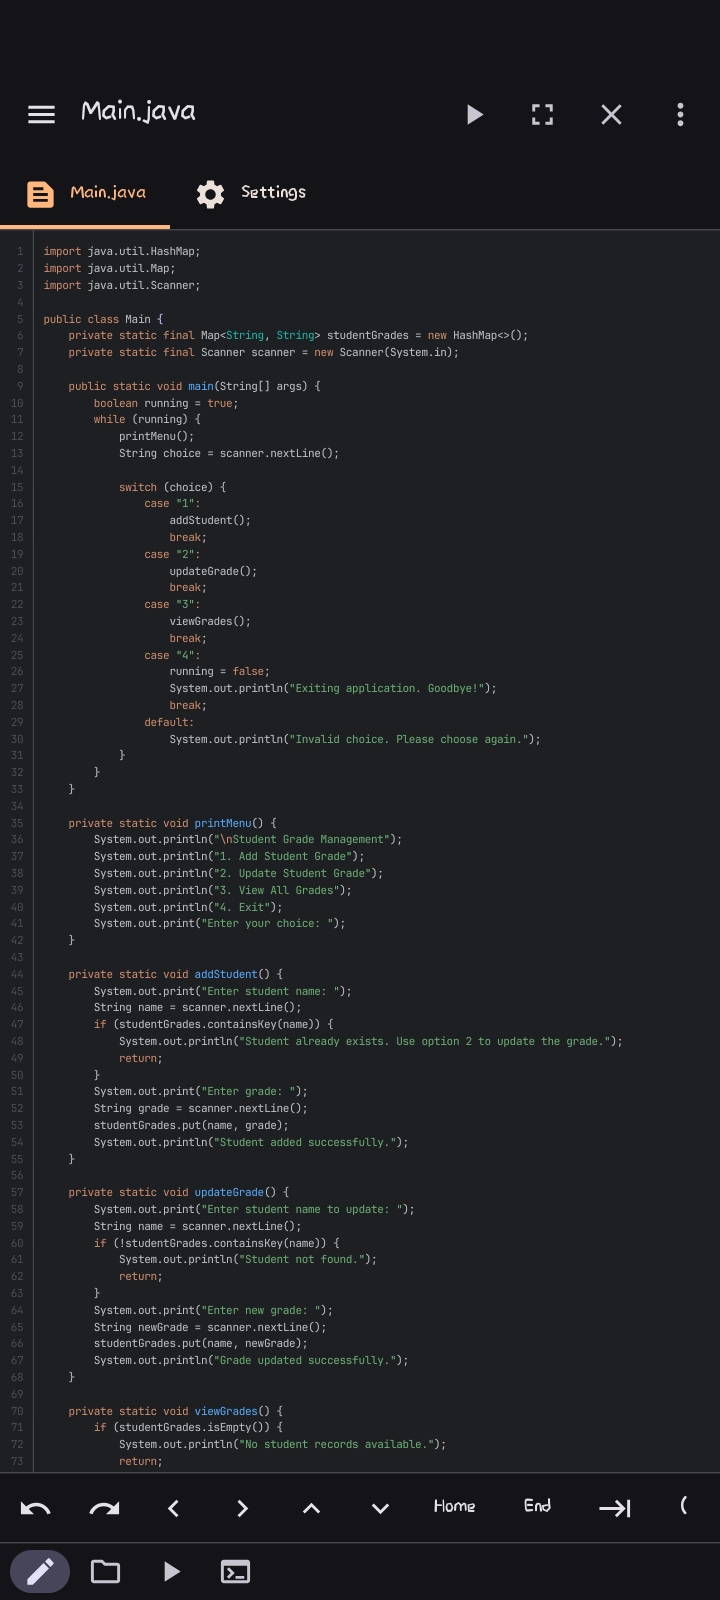 Main.java
Main.java Settings
1 import java.util.HashMap;
2 import java.util.Map;
3 import java.util.Scanner;
4
5 public class Main {
6     private static final Map<String, String> studentGrades = new HashMap<>();
7     private static final Scanner scanner = new Scanner(System.in);
8
9     public static void main(String[] args) {
10         boolean running = true;
11         while (running) {
12             printMenu();
13             String choice = scanner.nextLine();
14
15             switch (choice) {
16                 case "1":
17                     addStudent();
18                     break;
19                 case "2":
20                     updateGrade();
21                     break;
22                 case "3":
23                     viewGrades();
24                     break;
25                 case "4":
26                     running = false;
27                     System.out.println("Exiting application. Goodbye!");
28                     break;
29                 default:
30                     System.out.println("Invalid choice. Please choose again.");
31             }
32         }
33     }
34
35     private static void printMenu() {
36         System.out.println("\nStudent Grade Management");
37         System.out.println("1. Add Student Grade");
38         System.out.println("2. Update Student Grade");
39         System.out.println("3. View All Grades");
40         System.out.println("4. Exit");
41         System.out.print("Enter your choice: ");
42     }
43
44     private static void addStudent() {
45         System.out.print("Enter student name: ");
46         String name = scanner.nextLine();
47         if (studentGrades.containsKey(name)) {
48             System.out.println("Student already exists. Use option 2 to update the grade.");
49             return;
50         }
51         System.out.print("Enter grade: ");
52         String grade = scanner.nextLine();
53         studentGrades.put(name, grade);
54         System.out.println("Student added successfully.");
55     }
56
57     private static void updateGrade() {
58         System.out.print("Enter student name to update: ");
59         String name = scanner.nextLine();
60         if (!studentGrades.containsKey(name)) {
61             System.out.println("Student not found.");
62             return;
63         }
64         System.out.print("Enter new grade: ");
65         String newGrade = scanner.nextLine();
66         studentGrades.put(name, newGrade);
67         System.out.println("Grade updated successfully.");
68     }
69
70     private static void viewGrades() {
71         if (studentGrades.isEmpty()) {
72             System.out.println("No student records available.");
73             return;
Home End (